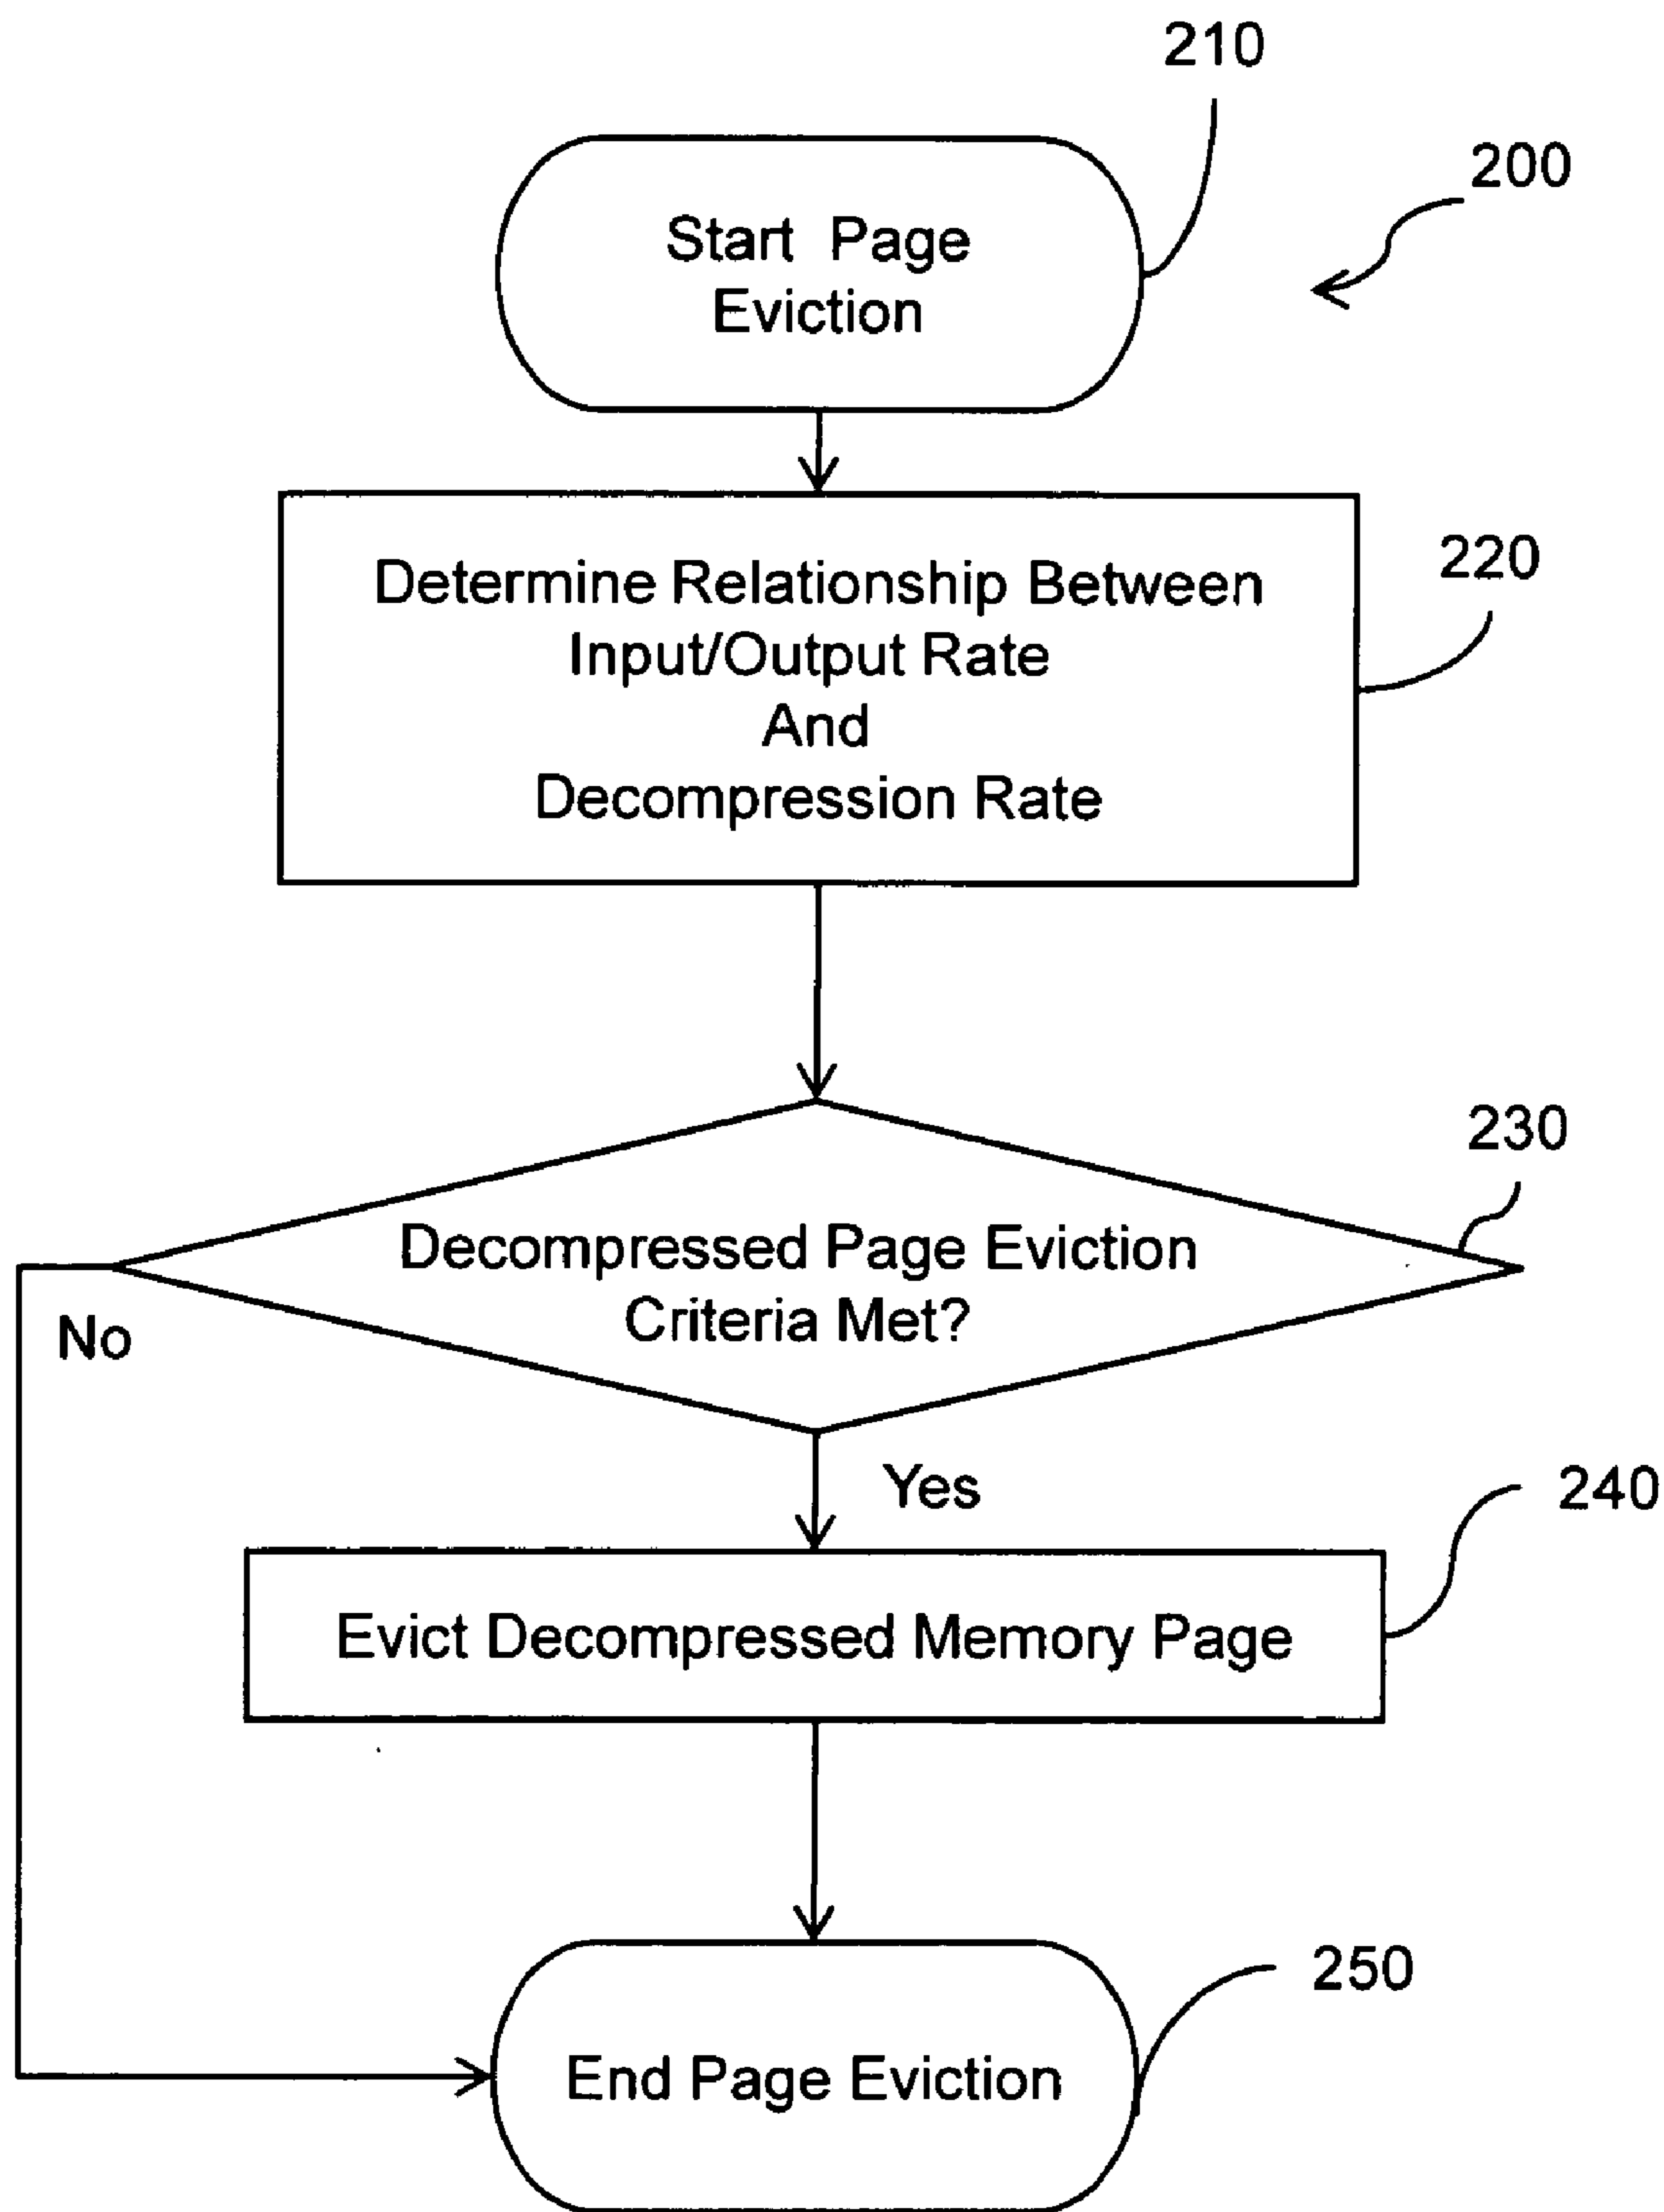 210
200
Start Page
Eviction
220
Determine Relationship Between
Input/Output Rate
And
Decompression Rate
230
Decompressed Page Eviction
Criteria Met?
No
Yes
240
Evict Decompressed Memory Page
250
End Page Eviction